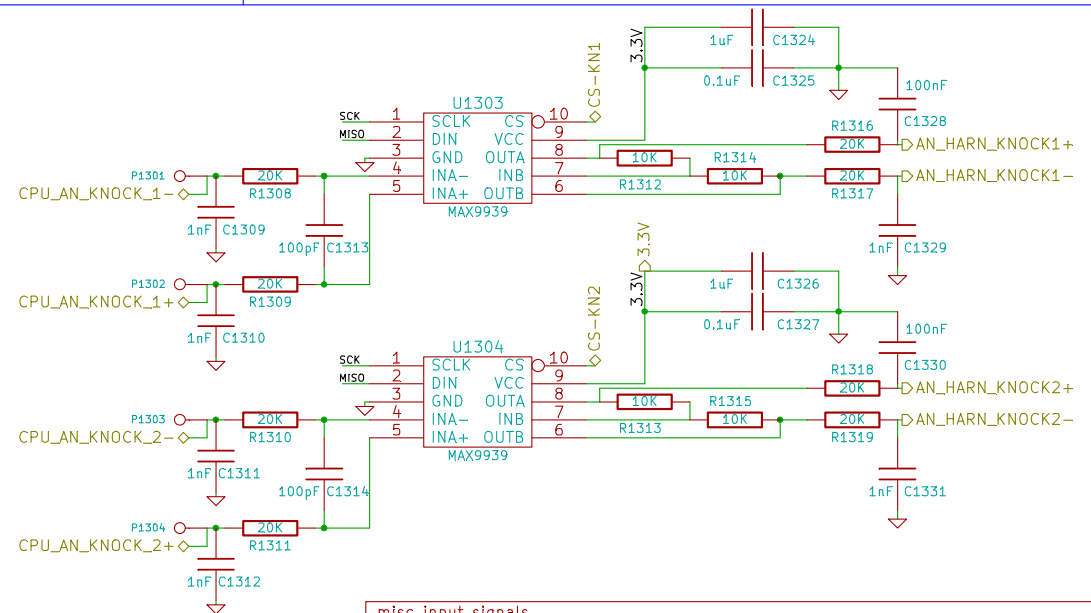 3.3V
1uF C1324
0.1uF C1325
100nF
C1328
CS-KN1
U1303
SCK 1 SCLK CS 10
MISO 2 DIN VCC 9
3 GND OUTA 8
4 INA- INB 7
5 INA+ OUTB 6
MAX9939
10K
R1312
R1314
10K
R1316
20K
AN_HARN_KNOCK1+
20K
R1317
AN_HARN_KNOCK1-
1nF C1329
P1301
CPU_AN_KNOCK_1-
20K
R1308
1nF C1309
100pF C1313
P1302
CPU_AN_KNOCK_1+
20K
R1309
1nF C1310
3.3V
3.3V
1uF C1326
0.1uF C1327
100nF
C1330
CS-KN2
U1304
SCK 1 SCLK CS 10
MISO 2 DIN VCC 9
3 GND OUTA 8
4 INA- INB 7
5 INA+ OUTB 6
MAX9939
10K
R1313
R1315
10K
R1318
20K
AN_HARN_KNOCK2+
20K
R1319
AN_HARN_KNOCK2-
1nF C1331
P1303
CPU_AN_KNOCK_2-
20K
R1310
1nF C1311
100pF C1314
P1304
CPU_AN_KNOCK_2+
20K
R1311
1nF C1312
misc input signals